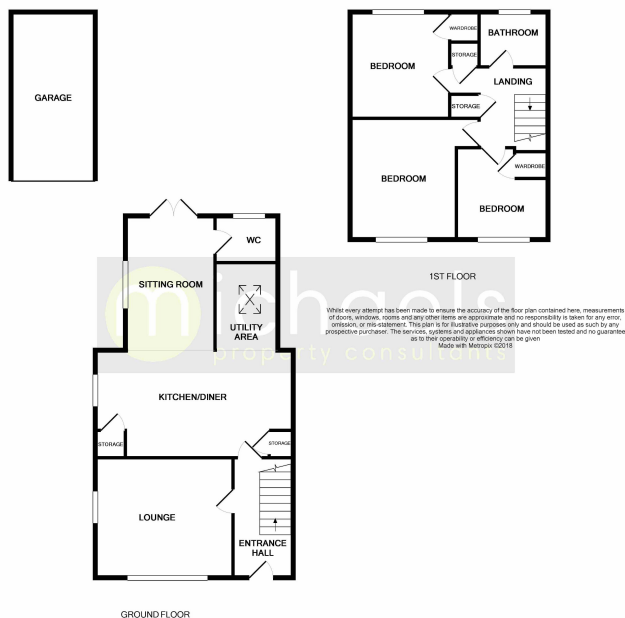 GARAGE
WARDROBE
BATHROOM
STORAGE
BEDROOM
LANDING
STORAGE
BEDROOM
WARDROBE
BEDROOM
1ST FLOOR
WC
SITTING ROOM
UTILITY
AREA
michaels
property consultants
KITCHEN/DINER
STORAGE
STORAGE
LOUNGE
ENTRANCE
HALL
GROUND FLOOR
Whilst every attempt has been made to ensure the accuracy of the floor plan contained here, measurements
of doors, windows, rooms and any other items are approximate and no responsibility is taken for any error,
omission, or mis-statement. This plan is for illustrative purposes only and should be used as such by any
prospective purchaser. The services, systems and appliances shown have not been tested and no guarantee
as to their operability or efficiency can be given
Made with Metropix ©2018